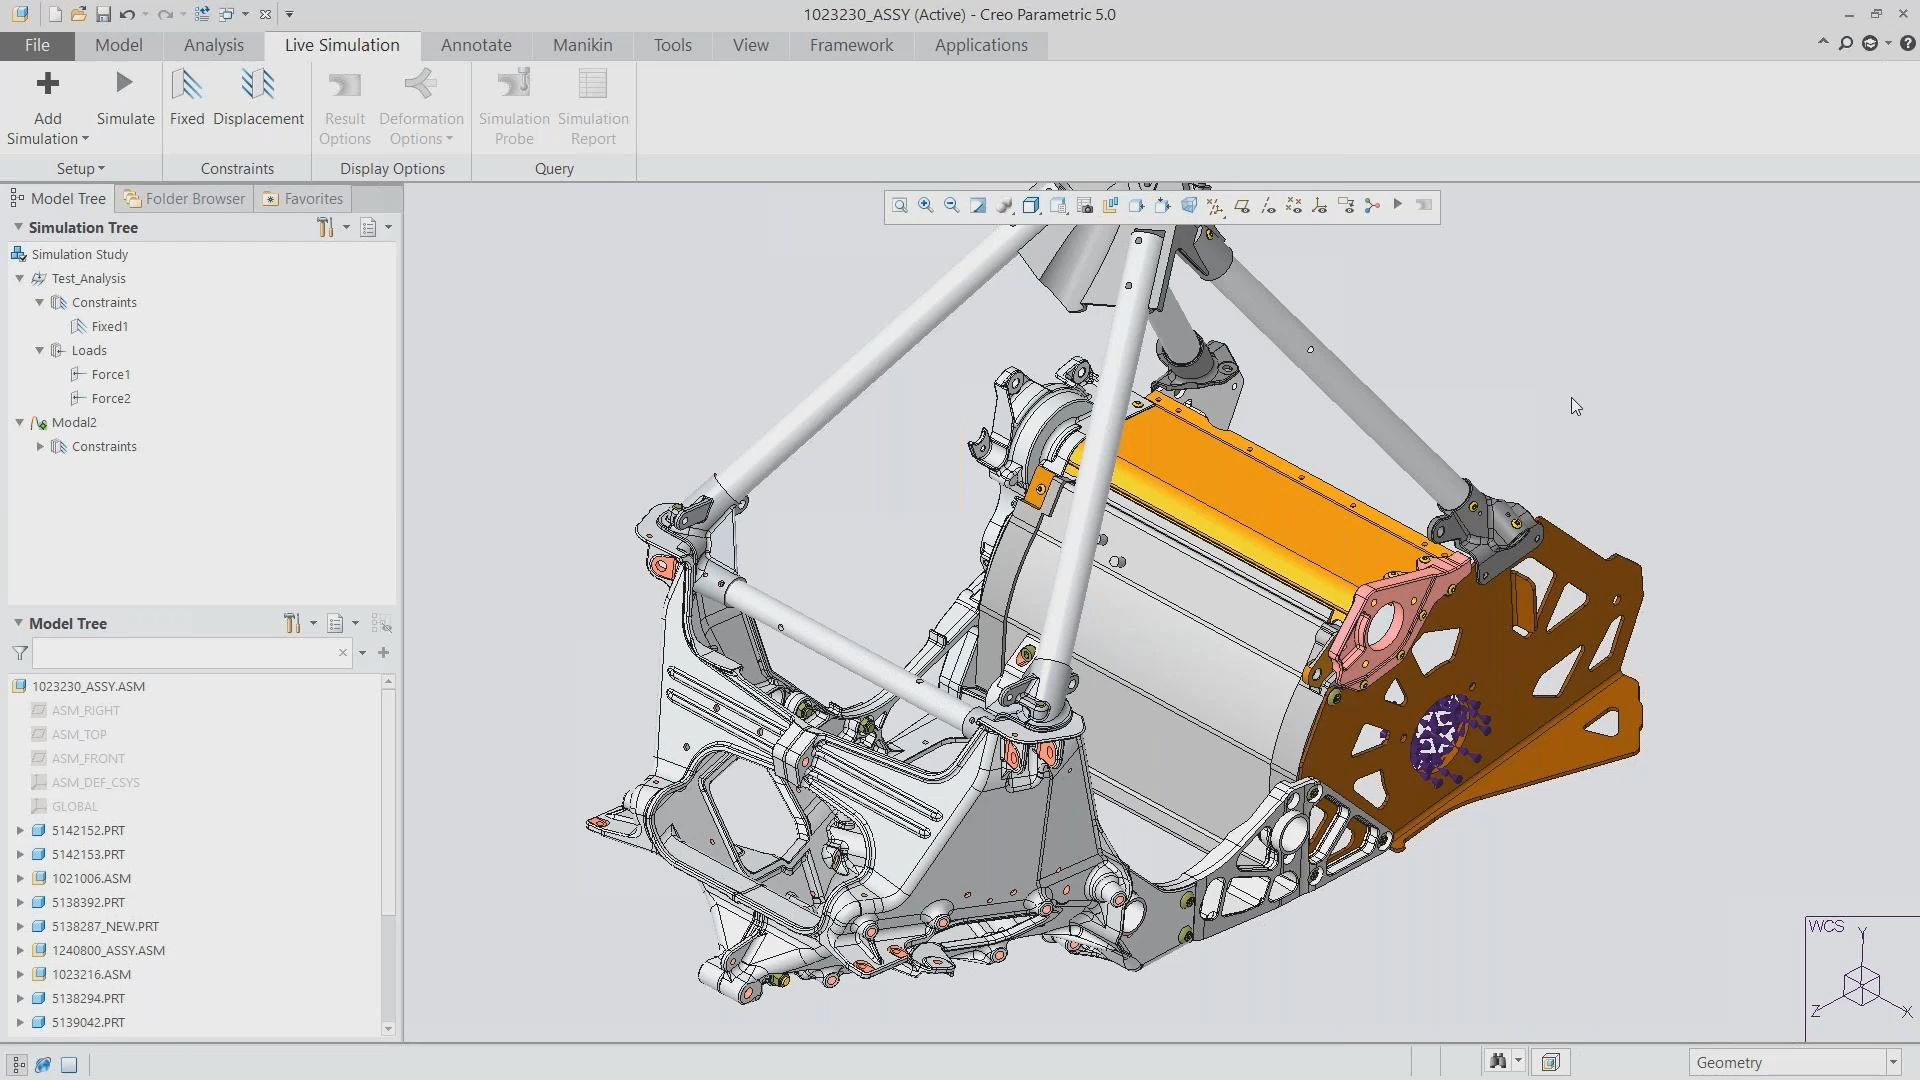 1023230_ASSY (Active) - Creo Parametric 5.0
File Model Analysis Live Simulation Annotate Manikin Tools View Framework Applications
Add Simulation Simulate Fixed Displacement Result Options Deformation Options Simulation Probe Simulation Report
Setup Constraints Display Options Query
Model Tree Folder Browser Favorites
Simulation Tree
Simulation Study
Test_Analysis
Constraints
Fixed1
Loads
Force1
Force2
Modal2
Constraints
Model Tree
1023230_ASSY.ASM
ASM_RIGHT
ASM_TOP
ASM_FRONT
ASM_DEF_CSYS
GLOBAL
5142152.PRT
5142153.PRT
1021006.ASM
5138392.PRT
5138287_NEW.PRT
1240800_ASSY.ASM
1023216.ASM
5138294.PRT
5139042.PRT
WCS
Y
Z
X
Geometry